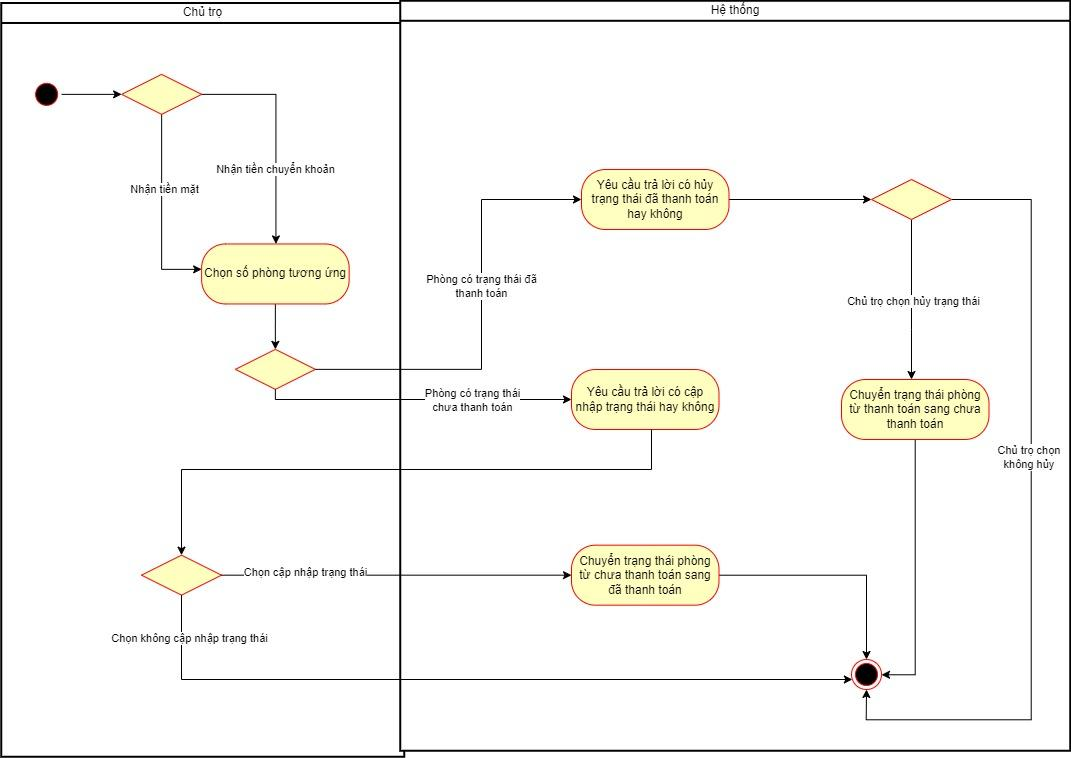 Chủ trọ
Hệ thống
Nhận tiền chuyển khoản
Nhận tiền mặt
Chọn số phòng tương ứng
Yêu cầu trả lời có hủy
trạng thái đã thanh toán
hay không
Phòng có trạng thái đã
thanh toán
Chủ trọ chọn hủy trạng thái
Phòng có trạng thái
chưa thanh toán
Yêu cầu trả lời có cập
nhập trạng thái hay không
Chuyển trạng thái phòng
từ thanh toán sang chưa
thanh toán
Chủ trọ chọn
không hủy
Chọn cập nhập trạng thái
Chuyển trạng thái phòng
từ chưa thanh toán sang
đã thanh toán
Chọn không cập nhập trạng thái